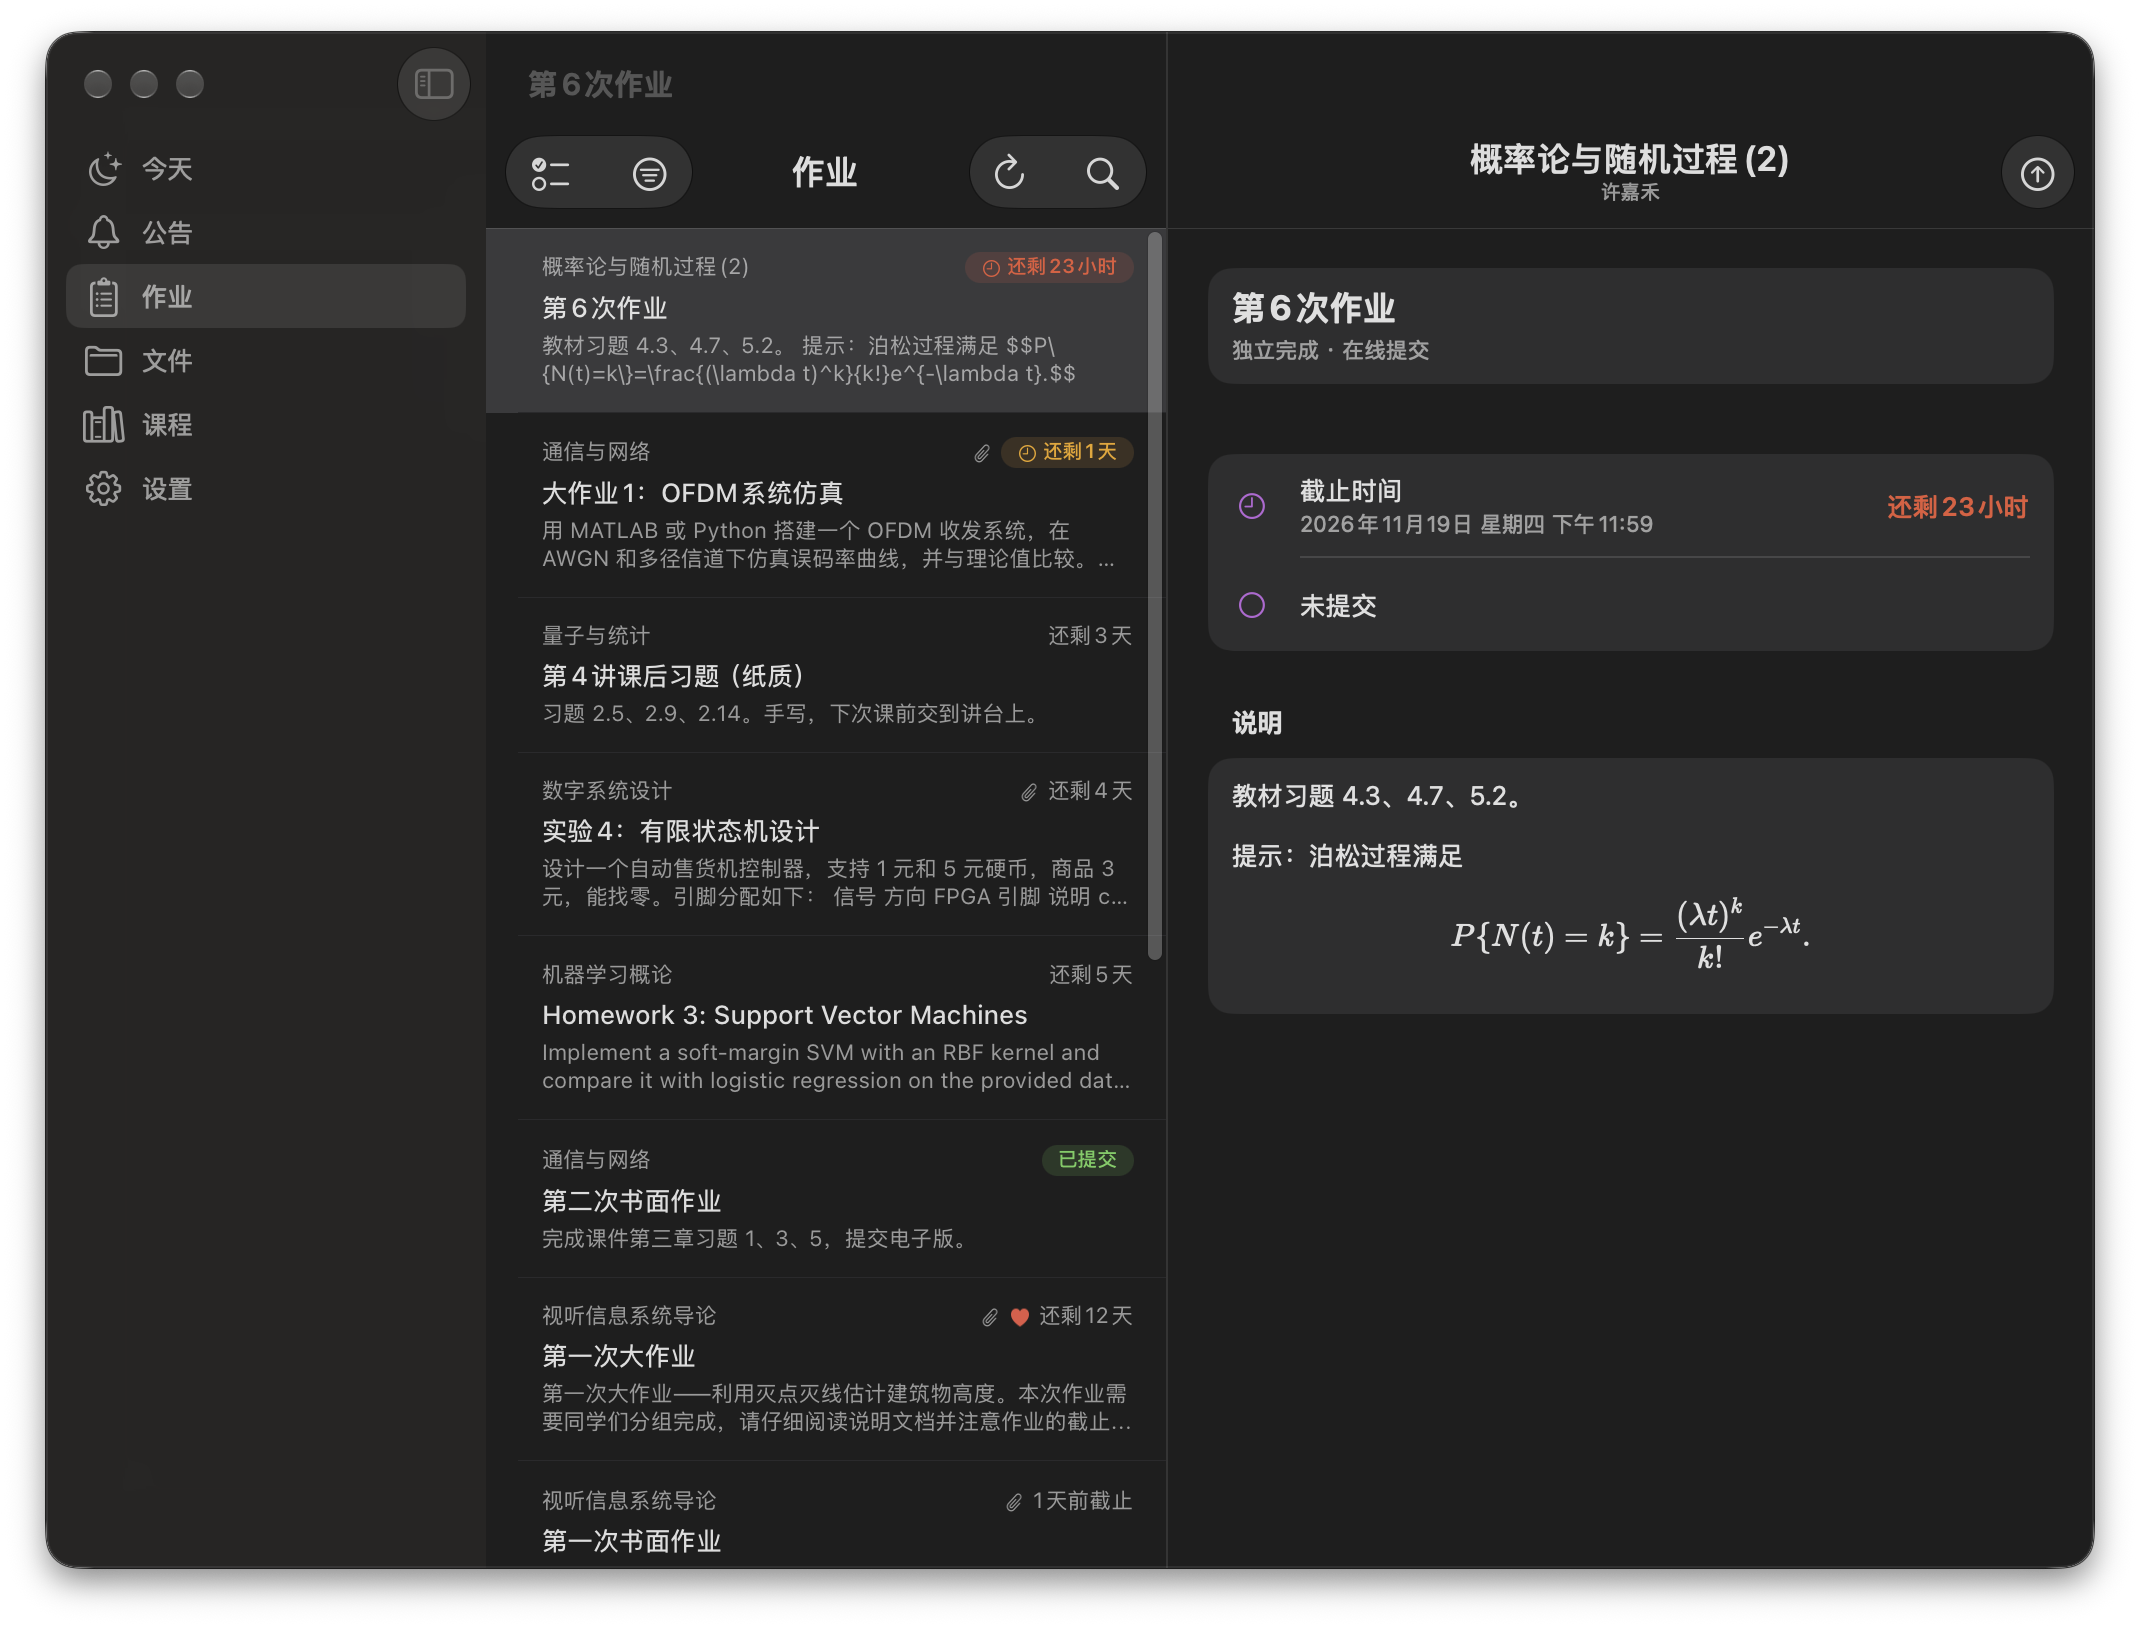 今天
公告
作业
文件
课程
设置
第6次作业
作业
概率论与随机过程(2) 还剩23小时
第6次作业
教材习题 4.3、4.7、5.2。 提示：泊松过程满足 $$P\
{N(t)=k\}=\frac{(\lambda t)^k}{k!}e^{-\lambda t}.$$
通信与网络 还剩1天
大作业1：OFDM系统仿真
用 MATLAB 或 Python 搭建一个 OFDM 收发系统，在
AWGN 和多径信道下仿真误码率曲线，并与理论值比较。...
量子与统计 还剩3天
第4讲课后习题（纸质）
习题 2.5、2.9、2.14。手写，下次课前交到讲台上。
数字系统设计 还剩4天
实验4：有限状态机设计
设计一个自动售货机控制器，支持 1 元和 5 元硬币，商品 3
元，能找零。引脚分配如下： 信号 方向 FPGA 引脚 说明 c...
机器学习概论 还剩5天
Homework 3: Support Vector Machines
Implement a soft-margin SVM with an RBF kernel and
compare it with logistic regression on the provided dat...
通信与网络 已提交
第二次书面作业
完成课件第三章习题 1、3、5，提交电子版。
视听信息系统导论 还剩12天
第一次大作业
第一次大作业——利用灭点灭线估计建筑物高度。本次作业需
要同学们分组完成，请仔细阅读说明文档并注意作业的截止...
视听信息系统导论 1天前截止
第一次书面作业
概率论与随机过程(2)
许嘉禾
第6次作业
独立完成 · 在线提交
截止时间
2026年11月19日 星期四 下午11:59
还剩23小时
未提交
说明
教材习题 4.3、4.7、5.2。
提示：泊松过程满足
P{N(t) = k} = (λt)^k / k! e^{−λt}.